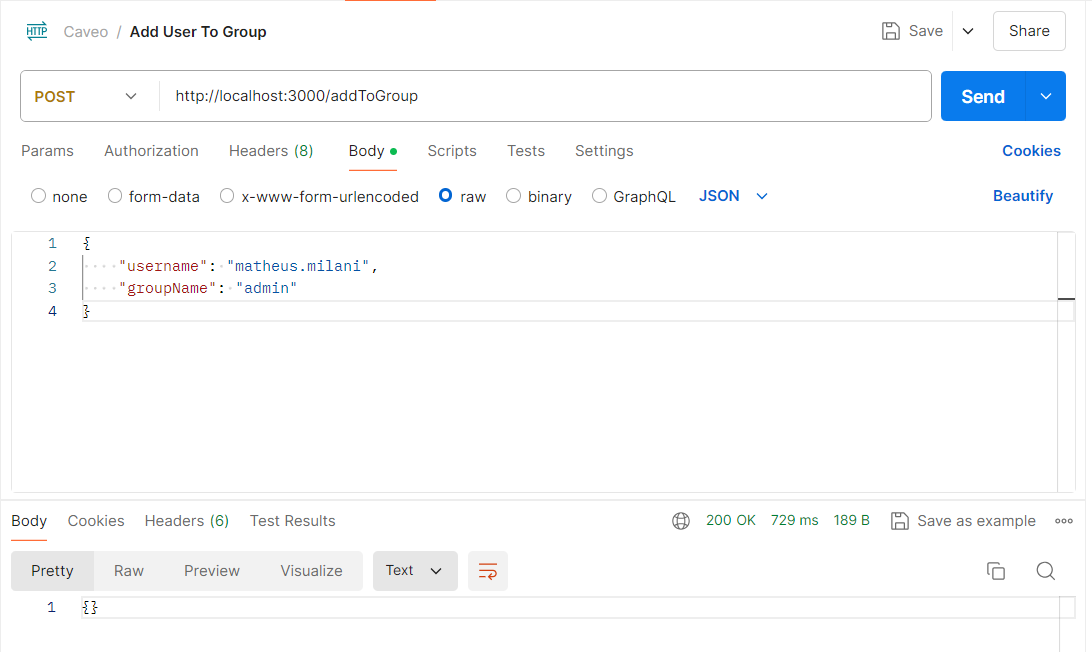 HTTP Caveo / Add User To Group Save Share
POST http://localhost:3000/addToGroup Send
Params Authorization Headers (8) Body Scripts Tests Settings Cookies
none form-data x-www-form-urlencoded raw binary GraphQL JSON Beautify
1 {
2 "username": "matheus.milani",
3 "groupName": "admin"
4 }
Body Cookies Headers (6) Test Results 200 OK 729 ms 189 B Save as example
Pretty Raw Preview Visualize Text
1 {}